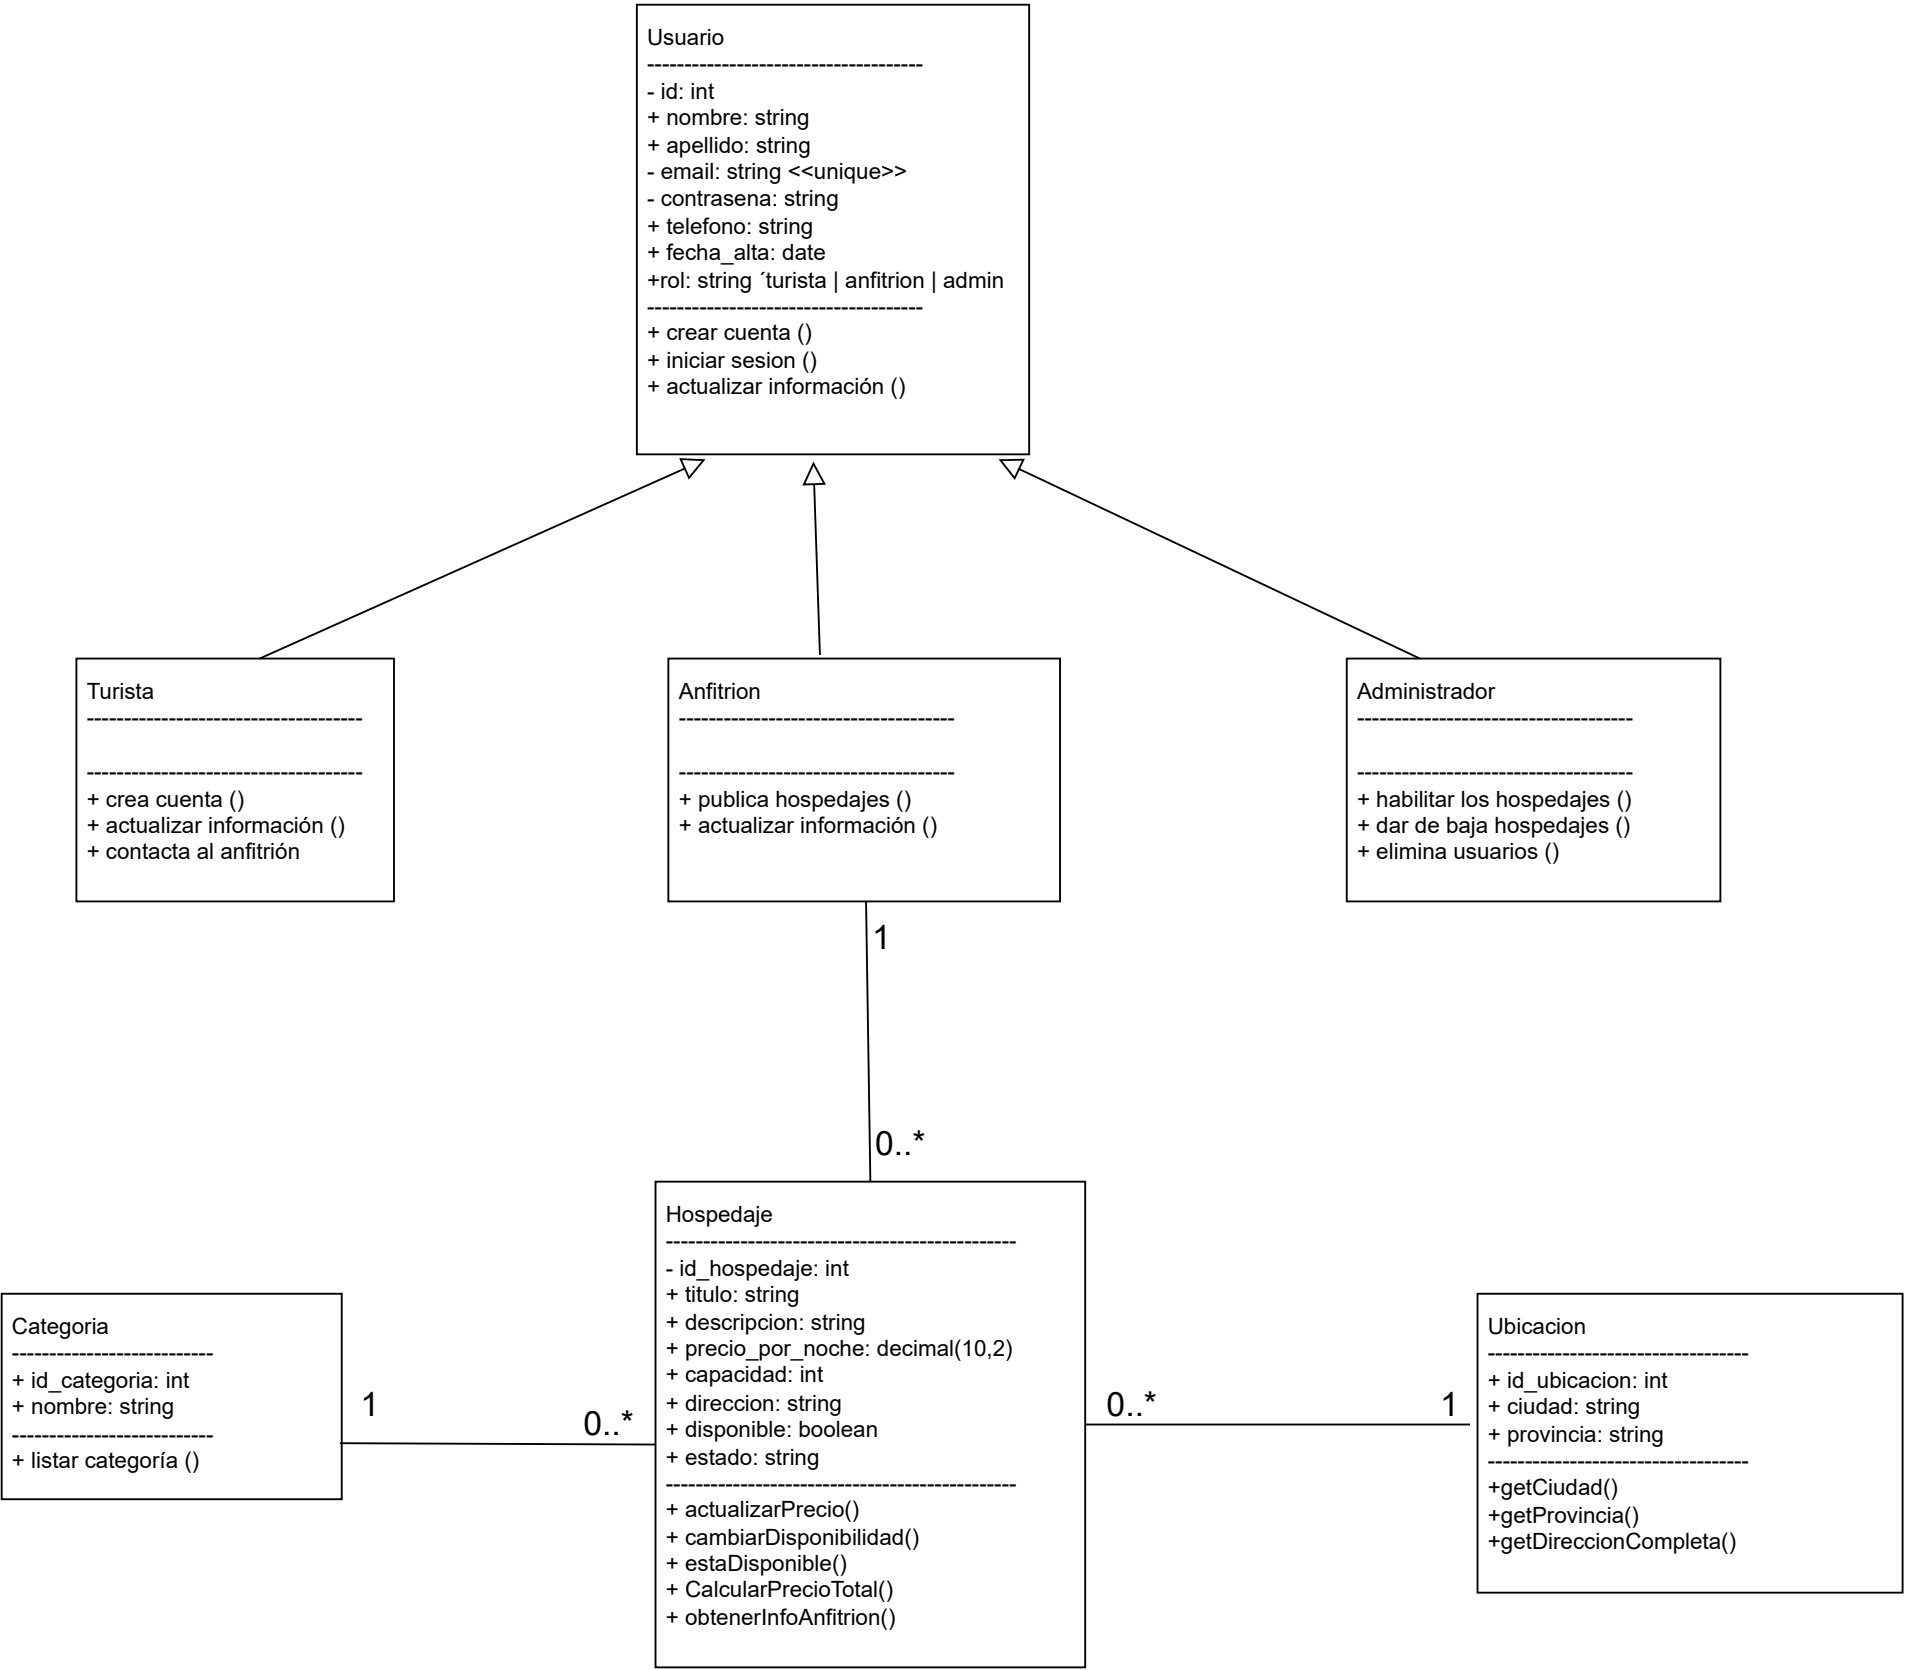 Usuario
-------------------------------------
- id: int
+ nombre: string
+ apellido: string
- email: string <<unique>>
- contrasena: string
+ telefono: string
+ fecha_alta: date
+rol: string ´turista | anfitrion | admin
-------------------------------------
+ crear cuenta ()
+ iniciar sesion ()
+ actualizar información ()
Turista
-------------------------------------
-------------------------------------
+ crea cuenta ()
+ actualizar información ()
+ contacta al anfitrión
Anfitrion
-------------------------------------
-------------------------------------
+ publica hospedajes ()
+ actualizar información ()
Administrador
-------------------------------------
-------------------------------------
+ habilitar los hospedajes ()
+ dar de baja hospedajes ()
+ elimina usuarios ()
1
0..*
Categoria
---------------------------
+ id_categoria: int
+ nombre: string
---------------------------
+ listar categoría ()
1
0..*
Hospedaje
-----------------------------------------------
- id_hospedaje: int
+ titulo: string
+ descripcion: string
+ precio_por_noche: decimal(10,2)
+ capacidad: int
+ direccion: string
+ disponible: boolean
+ estado: string
-----------------------------------------------
+ actualizarPrecio()
+ cambiarDisponibilidad()
+ estaDisponible()
+ CalcularPrecioTotal()
+ obtenerInfoAnfitrion()
0..*
1
Ubicacion
-----------------------------------
+ id_ubicacion: int
+ ciudad: string
+ provincia: string
-----------------------------------
+getCiudad()
+getProvincia()
+getDireccionCompleta()